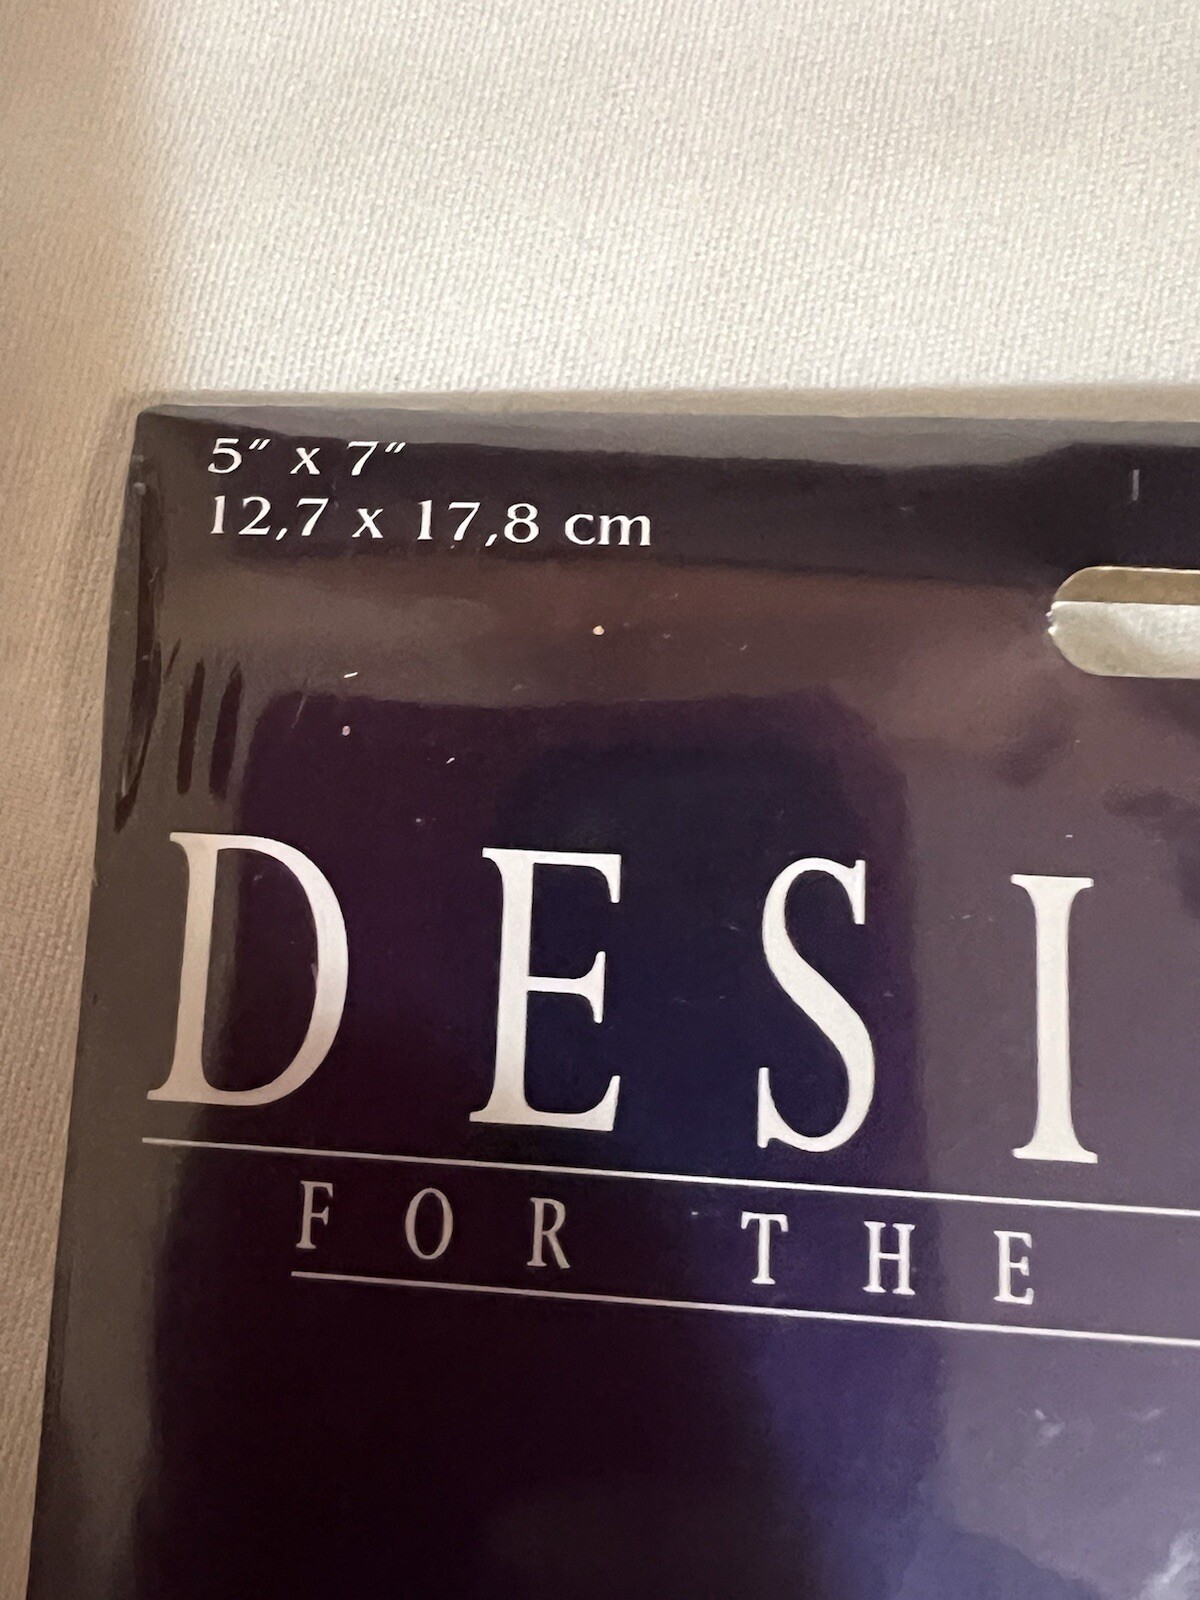 5" x 7"
12,7 x 17,8 cm
DESI
FOR THE